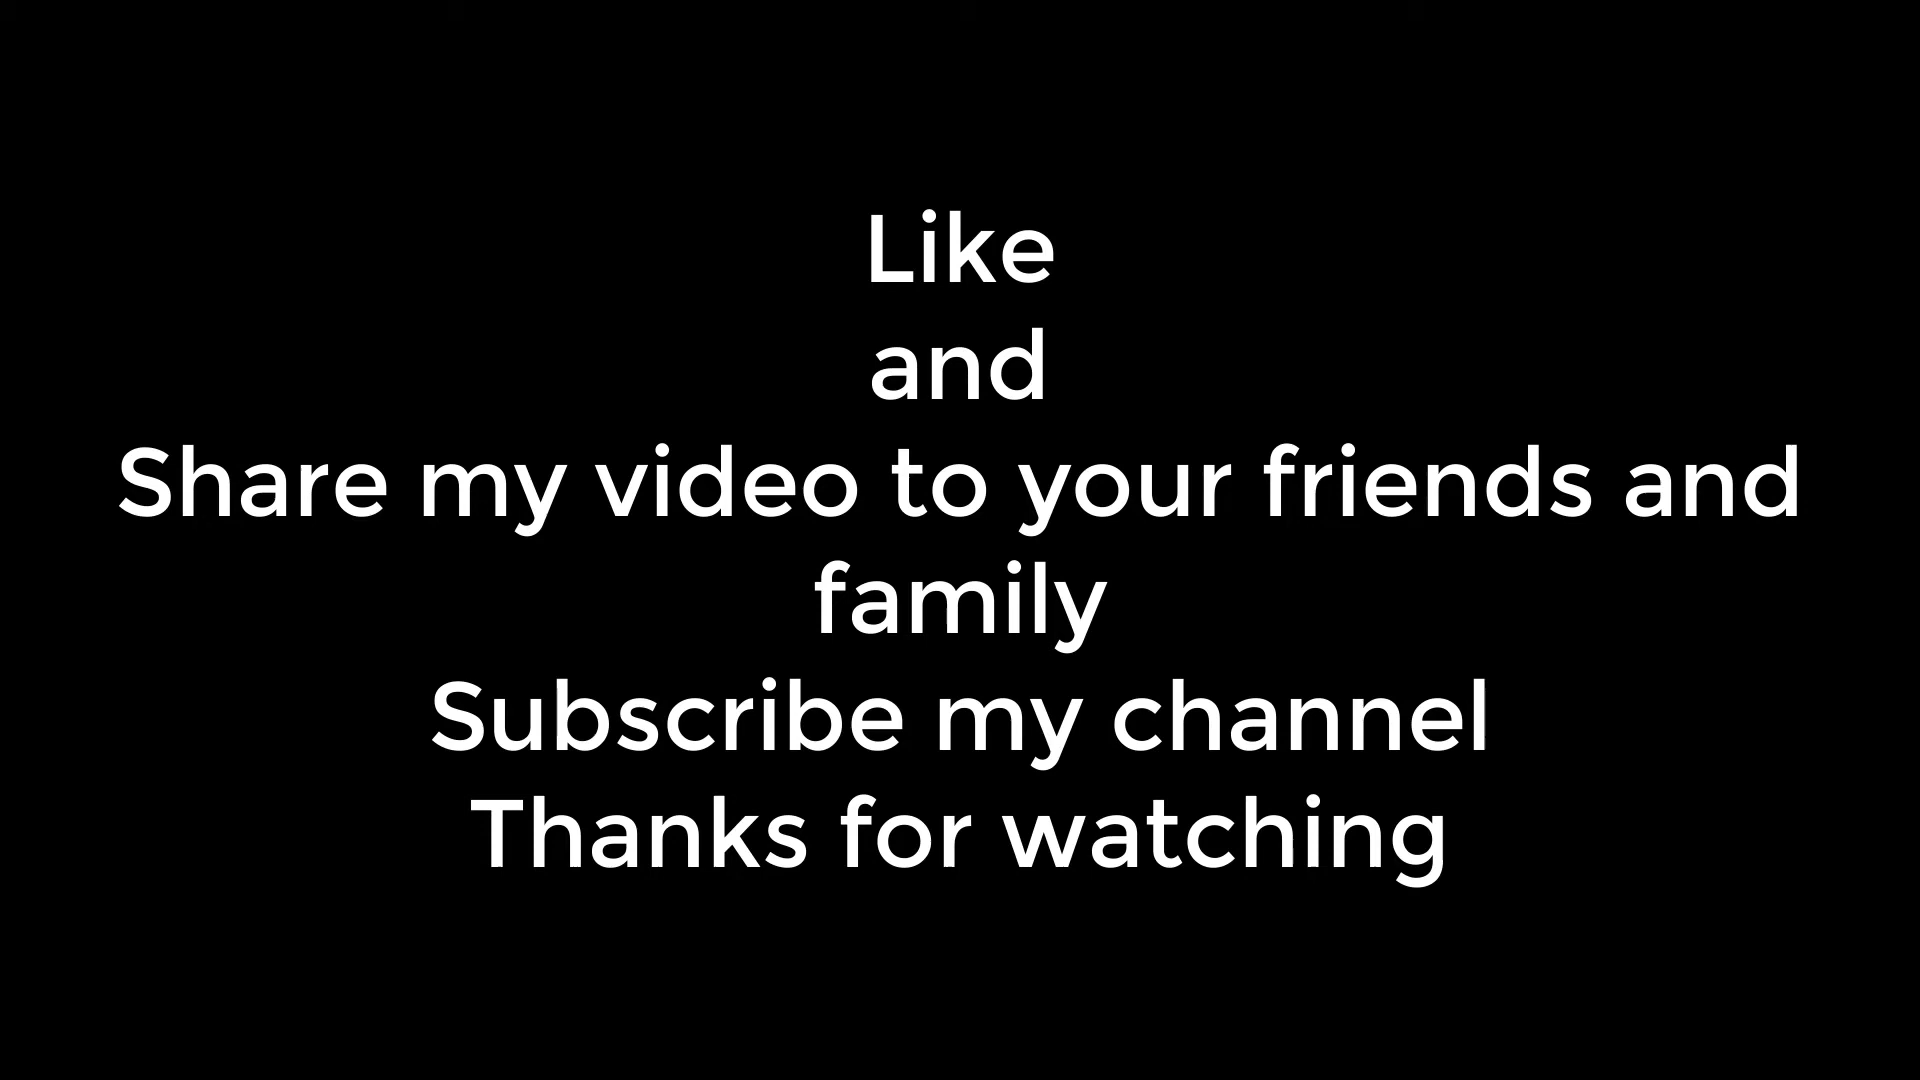 Like
and
Share my video to your friends and
family
Subscribe my channel
Thanks for watching